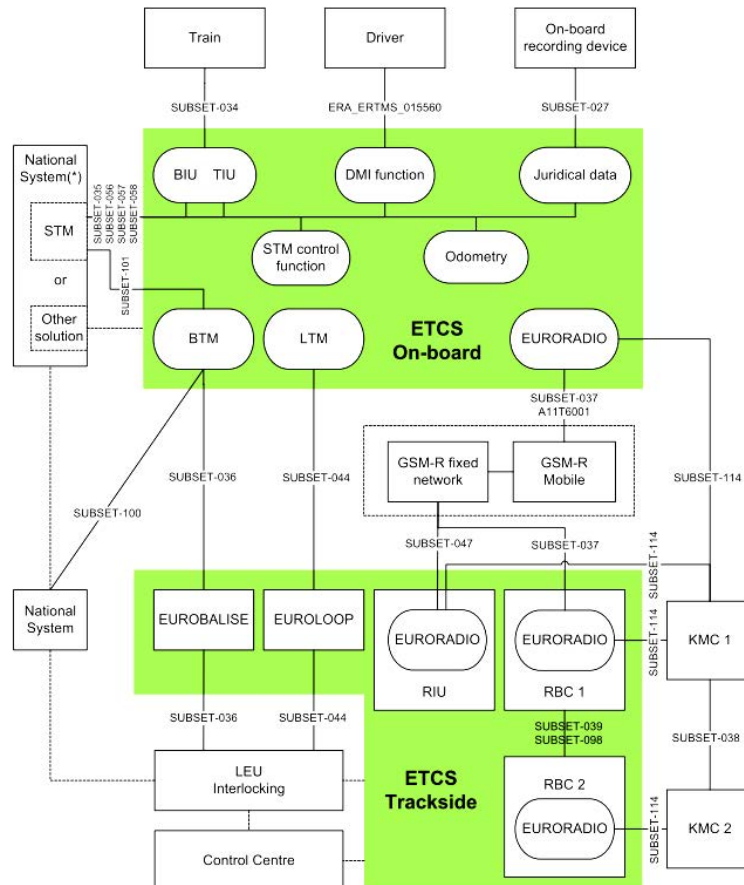 Train
Driver
On-board
recording device
SUBSET-034
ERA_ERTMS_015560
SUBSET-027
National
System(*)
STM
or
Other
solution
SUBSET-035
SUBSET-056
SUBSET-057
SUBSET-058
SUBSET-101
BIU TIU
DMI function
Juridical data
STM control
function
Odometry
BTM
LTM
ETCS
On-board
EURORADIO
SUBSET-037
A11T6001
GSM-R fixed
network
GSM-R
Mobile
SUBSET-036
SUBSET-044
SUBSET-114
SUBSET-100
SUBSET-047
SUBSET-037
SUBSET-114
National
System
EUROBALISE
EUROLOOP
EURORADIO
RIU
EURORADIO
RBC 1
SUBSET-114
KMC 1
SUBSET-036
SUBSET-044
SUBSET-039
SUBSET-098
SUBSET-038
LEU
Interlocking
ETCS
Trackside
RBC 2
EURORADIO
SUBSET-114
KMC 2
Control Centre